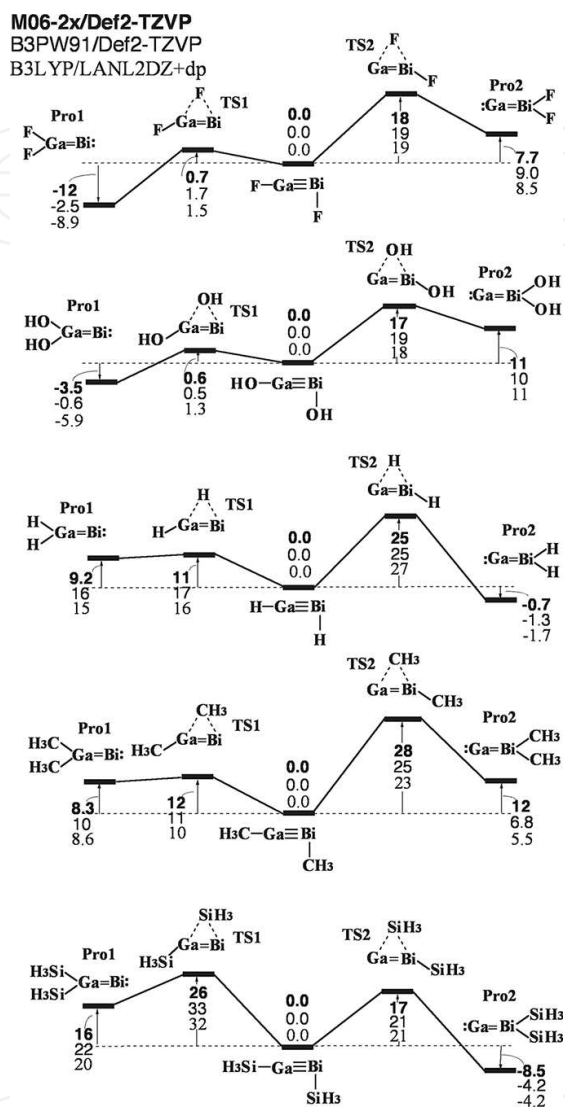 M06-2x/Def2-TZVP
B3PW91/Def2-TZVP
B3LYP/LANL2DZ+dp
Pro1
F
F
Ga=Bi:
-12
-2.5
-8.9
F
F Ga=Bi
TS1
0.7
1.7
1.5
0.0
0.0
0.0
F-Ga≡Bi
F
TS2
F
Ga=Bi
F
18
19
19
Pro2
:Ga=Bi
F
F
7.7
9.0
8.5
Pro1
HO
HO
Ga=Bi:
-3.5
-0.6
-5.9
OH
HO Ga=Bi
TS1
0.6
0.5
1.3
0.0
0.0
0.0
HO-Ga≡Bi
OH
TS2
OH
Ga=Bi
OH
17
19
18
Pro2
:Ga=Bi
OH
OH
11
10
11
Pro1
H
H
Ga=Bi:
9.2
16
15
H
H Ga=Bi
TS1
11
17
16
0.0
0.0
0.0
H-Ga≡Bi
H
TS2
H
Ga=Bi
H
25
25
27
Pro2
:Ga=Bi
H
H
-0.7
-1.3
-1.7
Pro1
H3C
H3C
Ga=Bi:
8.3
10
8.6
CH3
H3C Ga=Bi
TS1
12
11
10
0.0
0.0
0.0
H3C-Ga≡Bi
CH3
TS2
CH3
Ga=Bi
CH3
28
25
23
Pro2
:Ga=Bi
CH3
CH3
12
6.8
5.5
Pro1
H3Si
H3Si
Ga=Bi:
16
22
20
SiH3
H3Si Ga=Bi
TS1
26
33
32
0.0
0.0
0.0
H3Si-Ga≡Bi
SiH3
TS2
SiH3
Ga=Bi
SiH3
17
21
21
Pro2
:Ga=Bi
SiH3
SiH3
-8.5
-4.2
-4.2